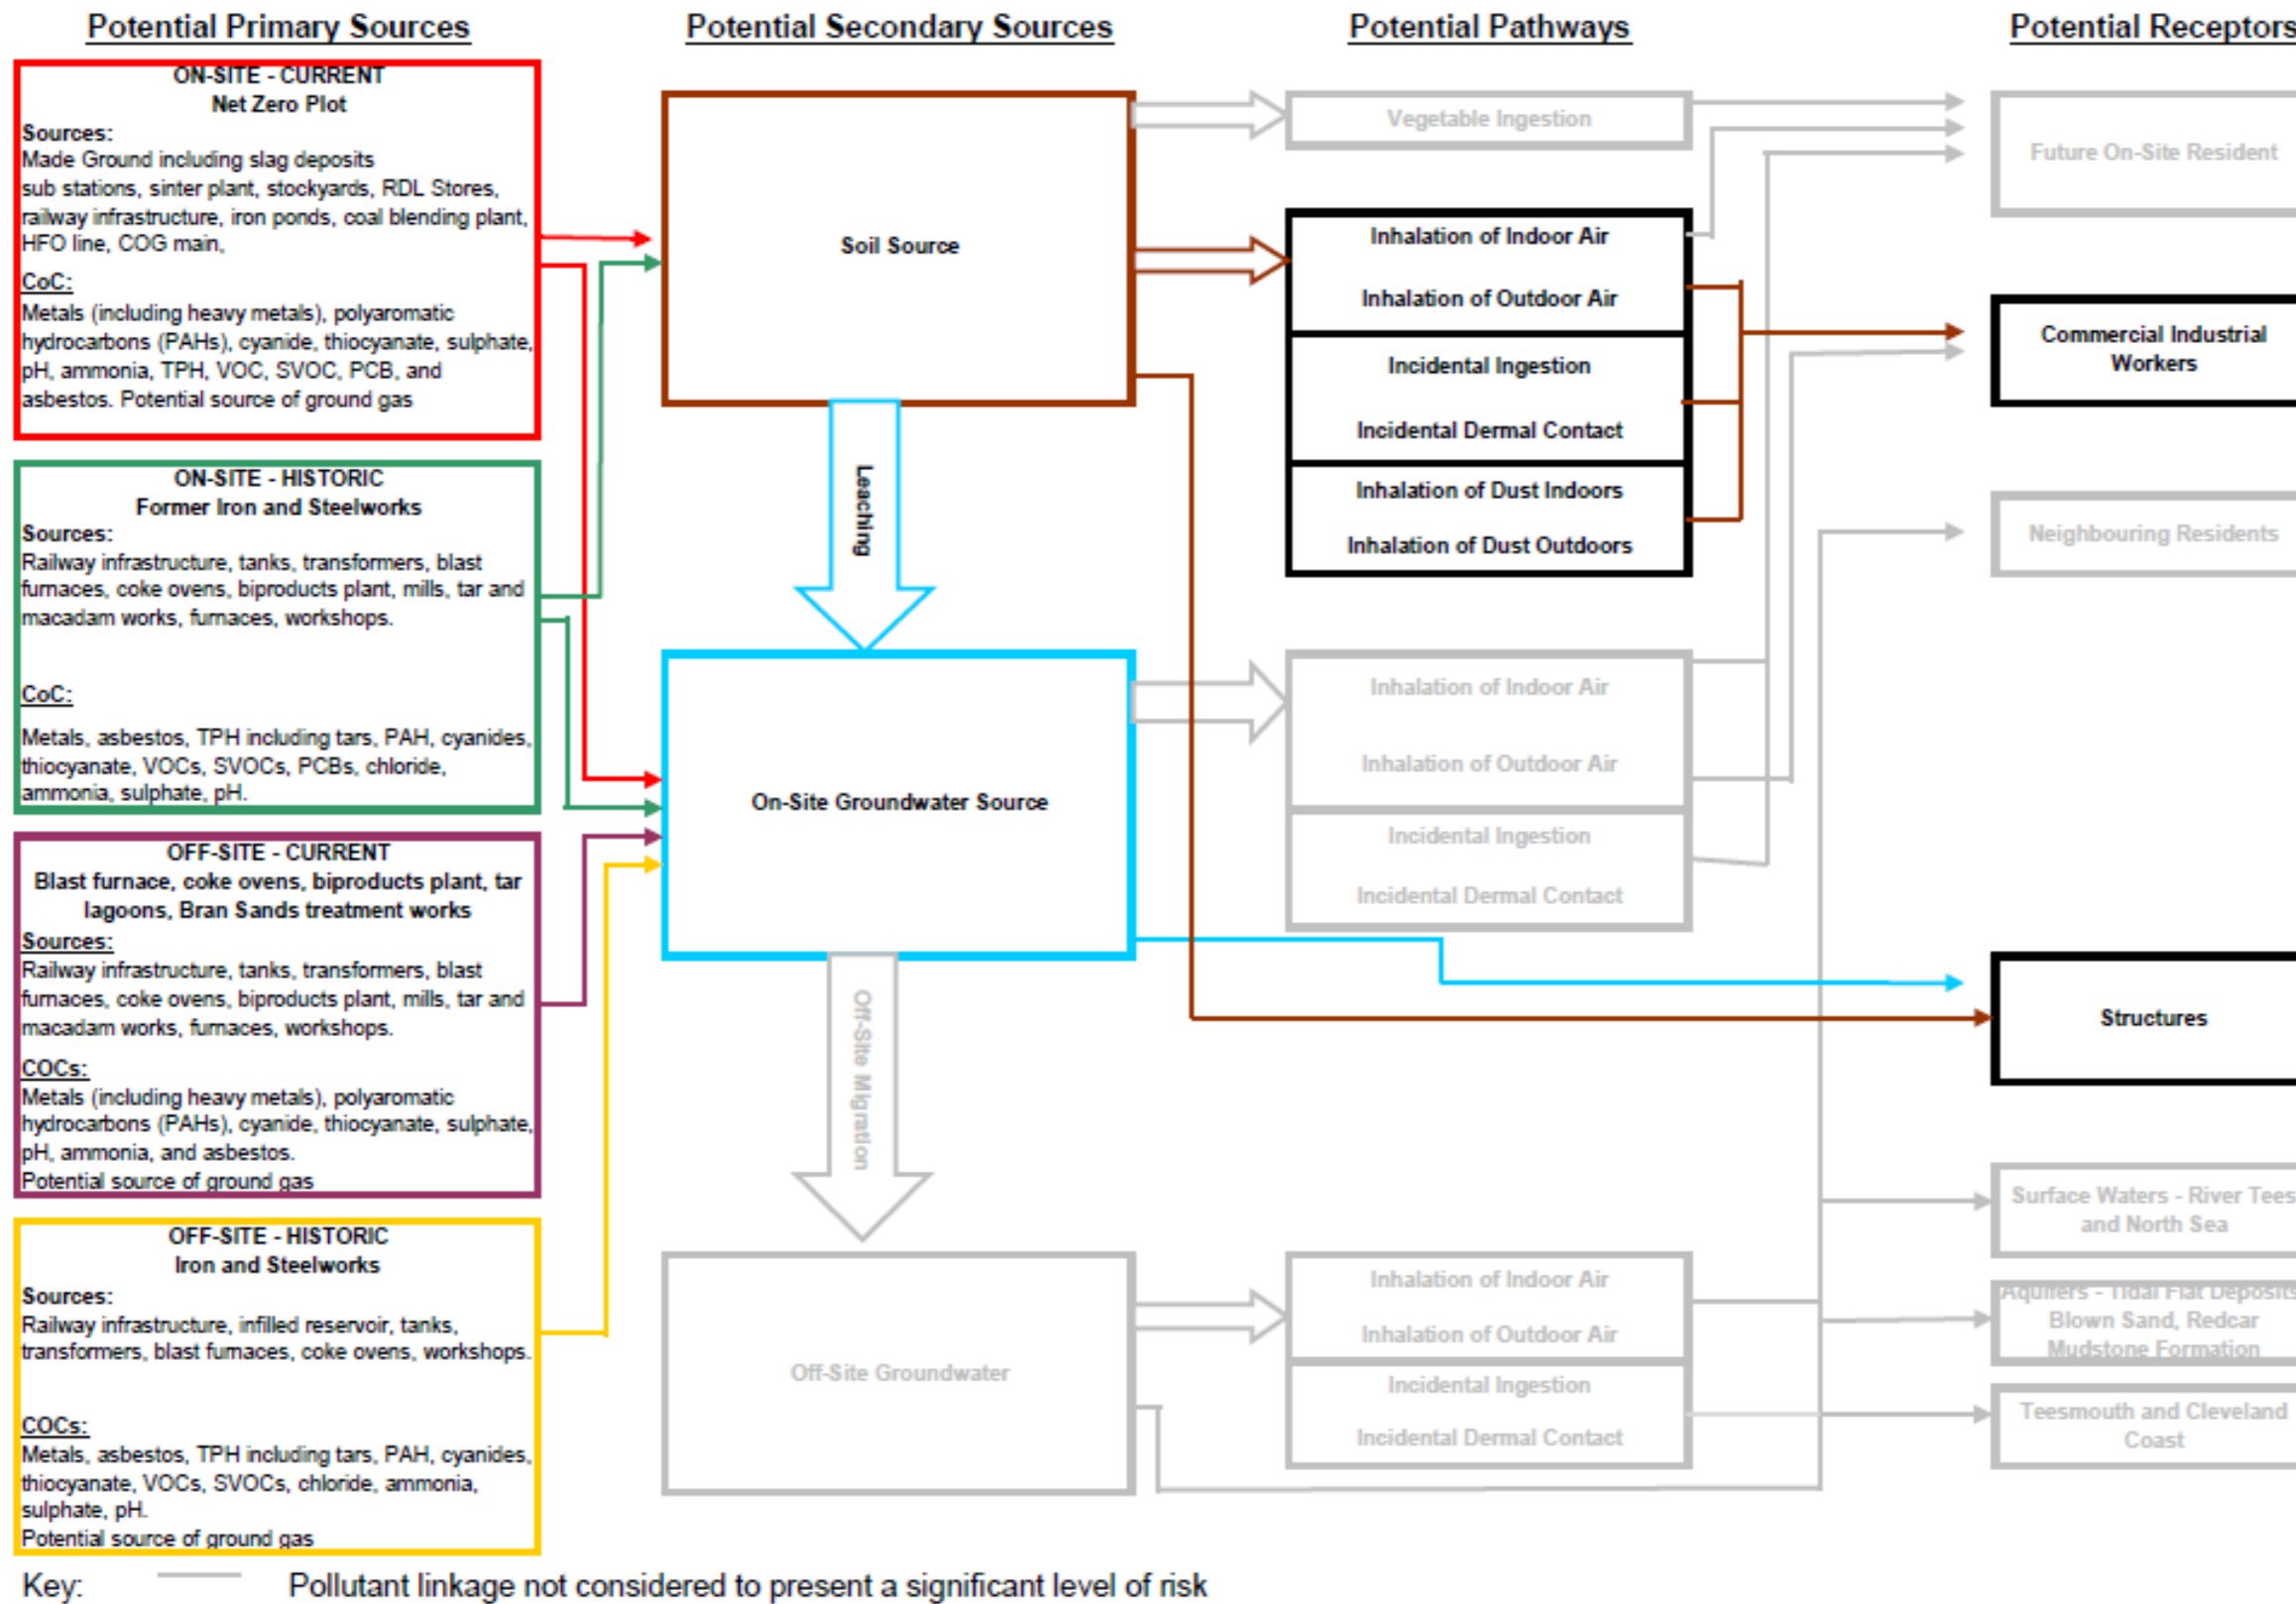 Potential Primary Sources
Potential Secondary Sources
Potential Pathways
Potential Receptors
ON-SITE - CURRENT
Net Zero Plot
Sources:
Made Ground including slag deposits
sub stations, sinter plant, stockyards, RDL Stores,
railway infrastructure, iron ponds, coal blending plant,
HFO line, COG main,
CoC:
Metals (including heavy metals), polyaromatic
hydrocarbons (PAHs), cyanide, thiocyanate, sulphate,
pH, ammonia, TPH, VOC, SVOC, PCB, and
asbestos. Potential source of ground gas
ON-SITE - HISTORIC
Former Iron and Steelworks
Sources:
Railway infrastructure, tanks, transformers, blast
furnaces, coke ovens, biproducts plant, mills, tar and
macadam works, furnaces, workshops.
CoC:
Metals, asbestos, TPH including tars, PAH, cyanides,
thiocyanate, VOCs, SVOCs, PCBs, chloride,
ammonia, sulphate, pH.
OFF-SITE - CURRENT
Blast furnace, coke ovens, biproducts plant, tar
lagoons, Bran Sands treatment works
Sources:
Railway infrastructure, tanks, transformers, blast
furnaces, coke ovens, biproducts plant, mills, tar and
macadam works, furnaces, workshops.
COCs:
Metals (including heavy metals), polyaromatic
hydrocarbons (PAHs), cyanide, thiocyanate, sulphate,
pH, ammonia, and asbestos.
Potential source of ground gas
OFF-SITE - HISTORIC
Iron and Steelworks
Sources:
Railway infrastructure, infilled reservoir, tanks,
transformers, blast furnaces, coke ovens, workshops.
COCs:
Metals, asbestos, TPH including tars, PAH, cyanides,
thiocyanate, VOCs, SVOCs, chloride, ammonia,
sulphate, pH.
Potential source of ground gas
Soil Source
Leaching
On-Site Groundwater Source
Off-Site Migration
Off-Site Groundwater
Vegetable Ingestion
Inhalation of Indoor Air
Inhalation of Outdoor Air
Incidental Ingestion
Incidental Dermal Contact
Inhalation of Dust Indoors
Inhalation of Dust Outdoors
Inhalation of Indoor Air
Inhalation of Outdoor Air
Incidental Ingestion
Incidental Dermal Contact
Inhalation of Indoor Air
Inhalation of Outdoor Air
Incidental Ingestion
Incidental Dermal Contact
Future On-Site Resident
Commercial Industrial
Workers
Neighbouring Residents
Structures
Surface Waters - River Tees
and North Sea
Aquifers - Tidal Flat Deposits
Blown Sand, Redcar
Mudstone Formation
Teesmouth and Cleveland
Coast
Key:
Pollutant linkage not considered to present a significant level of risk